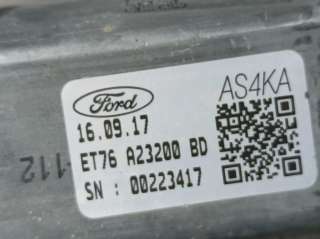 Ford
AS4KA
16.09.17
ET76 A23200 BD
SN : 00223417
112